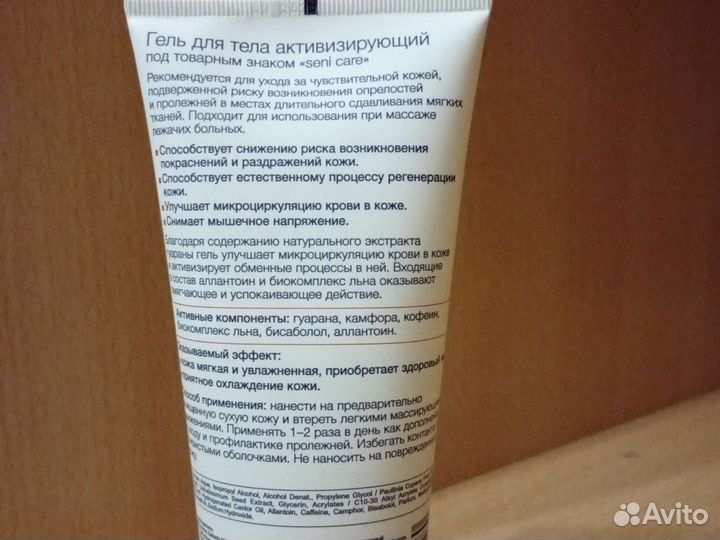 Гель для тела активизирующий
под товарным знаком «seni care»
Рекомендуется для ухода за чувствительной кожей,
подверженной риску возникновения опрелостей
и пролежней в местах длительного сдавливания мягких
тканей. Подходит для использования при массаже
лежачих больных.
Способствует снижению риска возникновения
покраснений и раздражений кожи.
Способствует естественному процессу регенерации
кожи.
Улучшает микроциркуляцию крови в коже.
Снимает мышечное напряжение.
Благодаря содержанию натурального экстракта
гуараны гель улучшает микроциркуляцию крови в коже
и активизирует обменные процессы в ней. Входящие
в состав аллантоин и биокомплекс льна оказывают
смягчающее и успокаивающее действие.
Активные компоненты: гуарана, камфора, кофеин,
биокомплекс льна, бисаболол, аллантоин.
Оказываемый эффект:
кожа мягкая и увлажненная, приобретает здоровый
приятное охлаждение кожи.
Способ применения: нанести на предварительно
очищенную сухую кожу и втереть легкими массирующ
движениями. Применять 1–2 раза в день как дополнен
уходу и профилактике пролежней. Избегать контакта
слизистыми оболочками. Не наносить на поврежден
Aqua, Isopropyl Alcohol, Alcohol Denat., Propylene Glycol / Paullinia Cupana
Usitatissimum Seed Extract, Glycerin, Acrylates / C10-30 Alkyl Acrylate
Hydrogenated Castor Oil, Allantoin, Caffeine, Camphor, Bisabolol, Parfum,
Sodium Hydroxide.
Avito